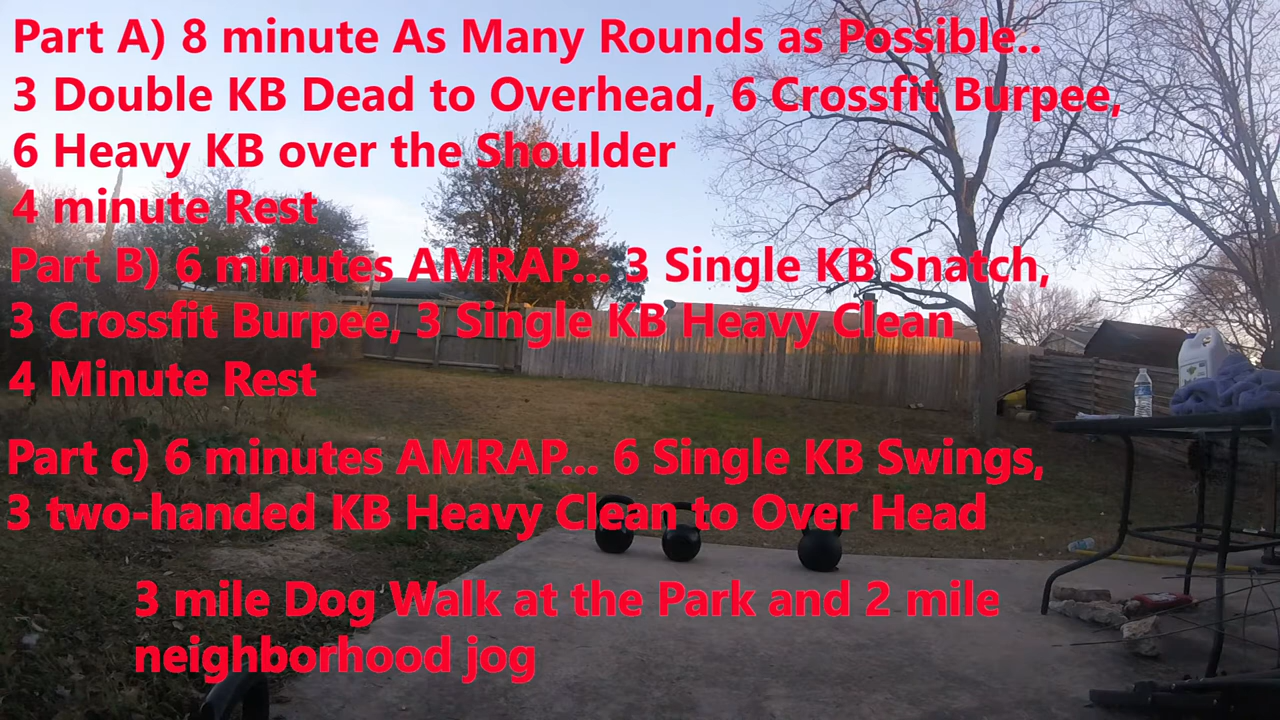 Part A) 8 minute As Many Rounds as Possible..
3 Double KB Dead to Overhead, 6 Crossfit Burpee,
6 Heavy KB over the Shoulder
4 minute Rest
Part B) 6 minutes AMRAP... 3 Single KB Snatch,
3 Crossfit Burpee, 3 Single KB Heavy Clean
4 Minute Rest
Part c) 6 minutes AMRAP... 6 Single KB Swings,
3 two-handed KB Heavy Clean to Over Head
3 mile Dog Walk at the Park and 2 mile
neighborhood jog